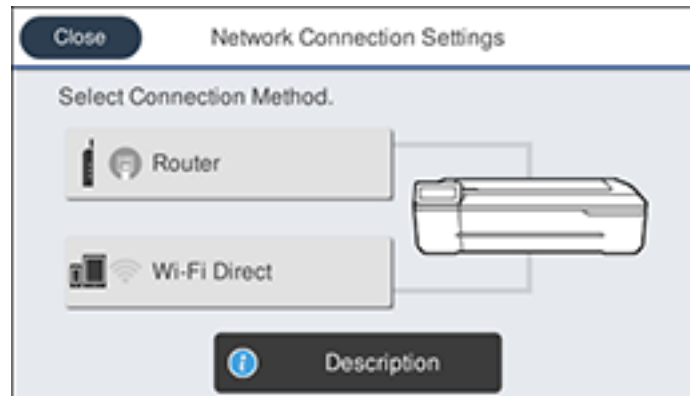 Close
Network Connection Settings
Select Connection Method.
Router
Wi-Fi Direct
Description